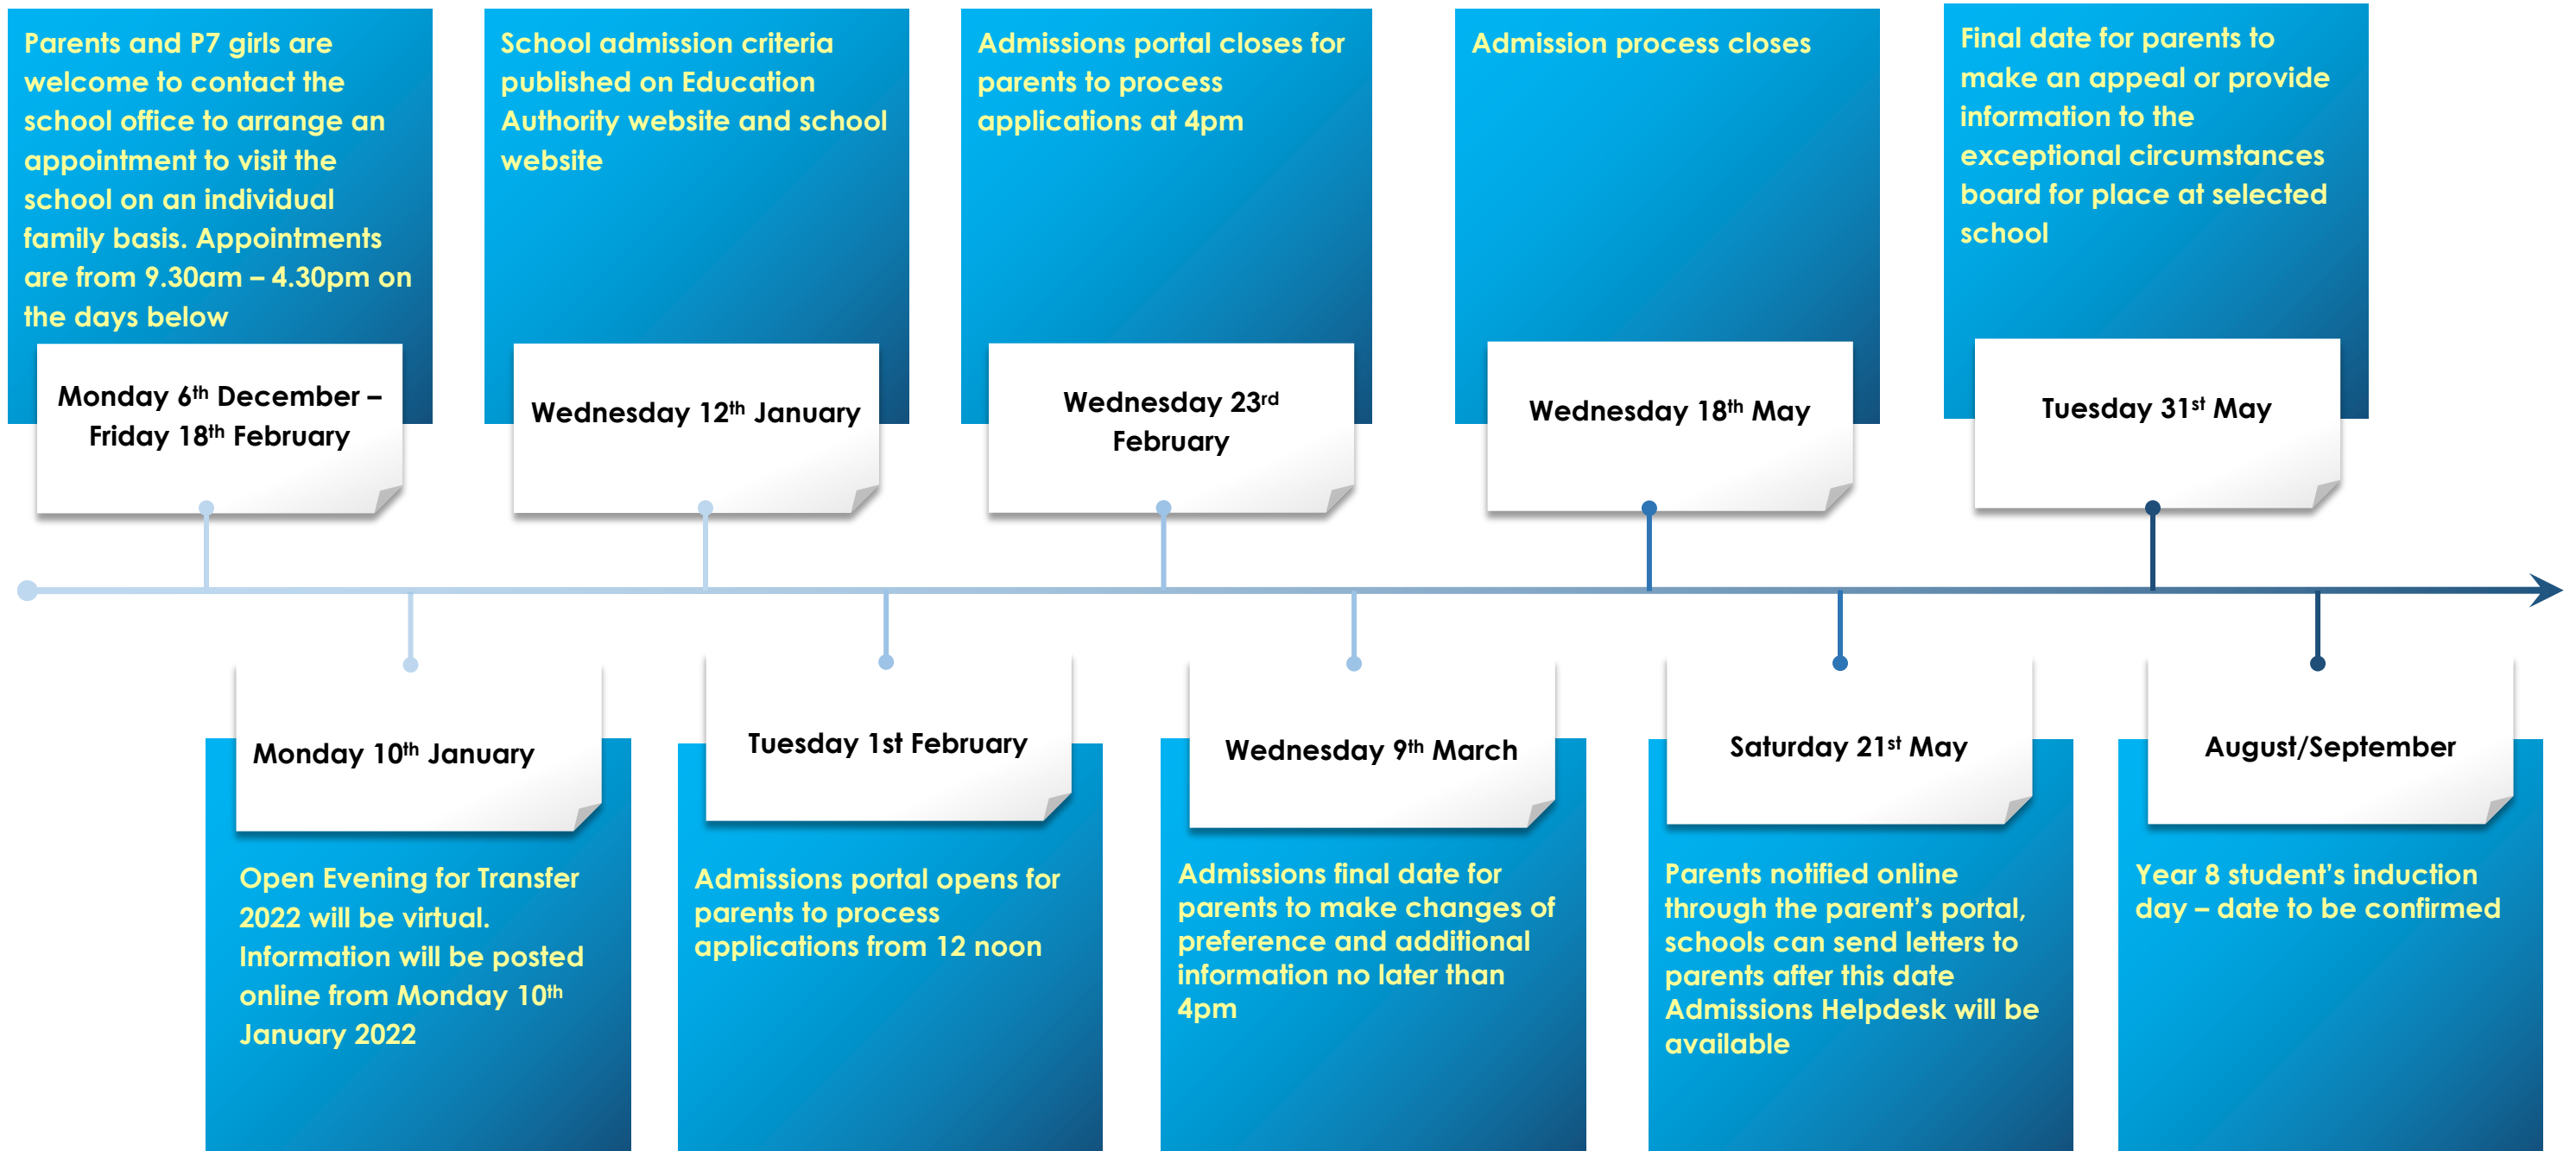 Parents and P7 girls are
welcome to contact the
school office to arrange an
appointment to visit the
school on an individual
family basis. Appointments
are from 9.30am – 4.30pm on
the days below
Monday 6th December –
Friday 18th February
School admission criteria
published on Education
Authority website and school
website
Wednesday 12th January
Admissions portal closes for
parents to process
applications at 4pm
Wednesday 23rd
February
Admission process closes
Wednesday 18th May
Final date for parents to
make an appeal or provide
information to the
exceptional circumstances
board for place at selected
school
Tuesday 31st May
Monday 10th January
Open Evening for Transfer
2022 will be virtual.
Information will be posted
online from Monday 10th
January 2022
Tuesday 1st February
Admissions portal opens for
parents to process
applications from 12 noon
Wednesday 9th March
Admissions final date for
parents to make changes of
preference and additional
information no later than
4pm
Saturday 21st May
Parents notified online
through the parent’s portal,
schools can send letters to
parents after this date
Admissions Helpdesk will be
available
August/September
Year 8 student’s induction
day – date to be confirmed